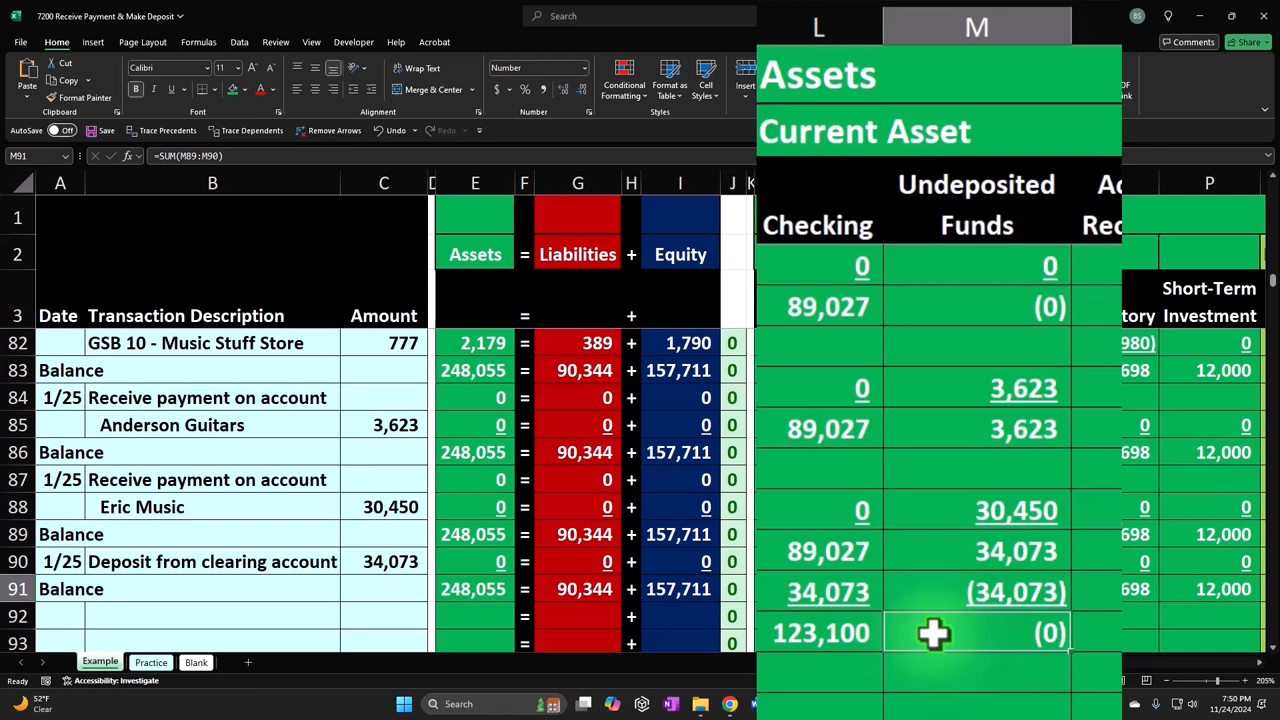 7200 Receive Payment & Make Deposit
Search
BS
File Home Insert Page Layout Formulas Data Review View Developer Help Acrobat
Comments Share
Cut
Copy
Format Painter
Paste
Clipboard
Calibri 11
Font
Wrap Text
Merge & Center
Alignment
Number
Number
Conditional Formatting
Format as Table
Cell Styles
Styles
AutoSave Off Save Trace Precedents Trace Dependents Remove Arrows Undo Redo
M91 fx =SUM(M89:M90)
A B C D E F G H I J K L M P
1
2 Assets = Liabilities + Equity
3 Date Transaction Description Amount = +
82 GSB 10 - Music Stuff Store 777 2,179 = 389 + 1,790 0
83 Balance 248,055 = 90,344 + 157,711 0
84 1/25 Receive payment on account 0 = 0 + 0 0
85 Anderson Guitars 3,623 0 = 0 + 0 0
86 Balance 248,055 = 90,344 + 157,711 0
87 1/25 Receive payment on account 0 = 0 + 0 0
88 Eric Music 30,450 0 = 0 + 0 0
89 Balance 248,055 = 90,344 + 157,711 0
90 1/25 Deposit from clearing account 34,073 0 = 0 + 0 0
91 Balance 248,055 = 90,344 + 157,711 0
92 = + 0
93 = + 0
Assets
Current Asset
Undeposited
Checking Funds
0 0
89,027 (0)
0 3,623
89,027 3,623
0 30,450
89,027 34,073
34,073 (34,073)
123,100 (0)
Short-Term
Investment
980) 0
698 12,000
0 0
698 12,000
0 0
698 12,000
0 0
698 12,000
Example Practice Blank
Ready Accessibility: Investigate
205%
52°F
Clear
Search
7:50 PM
11/24/2024